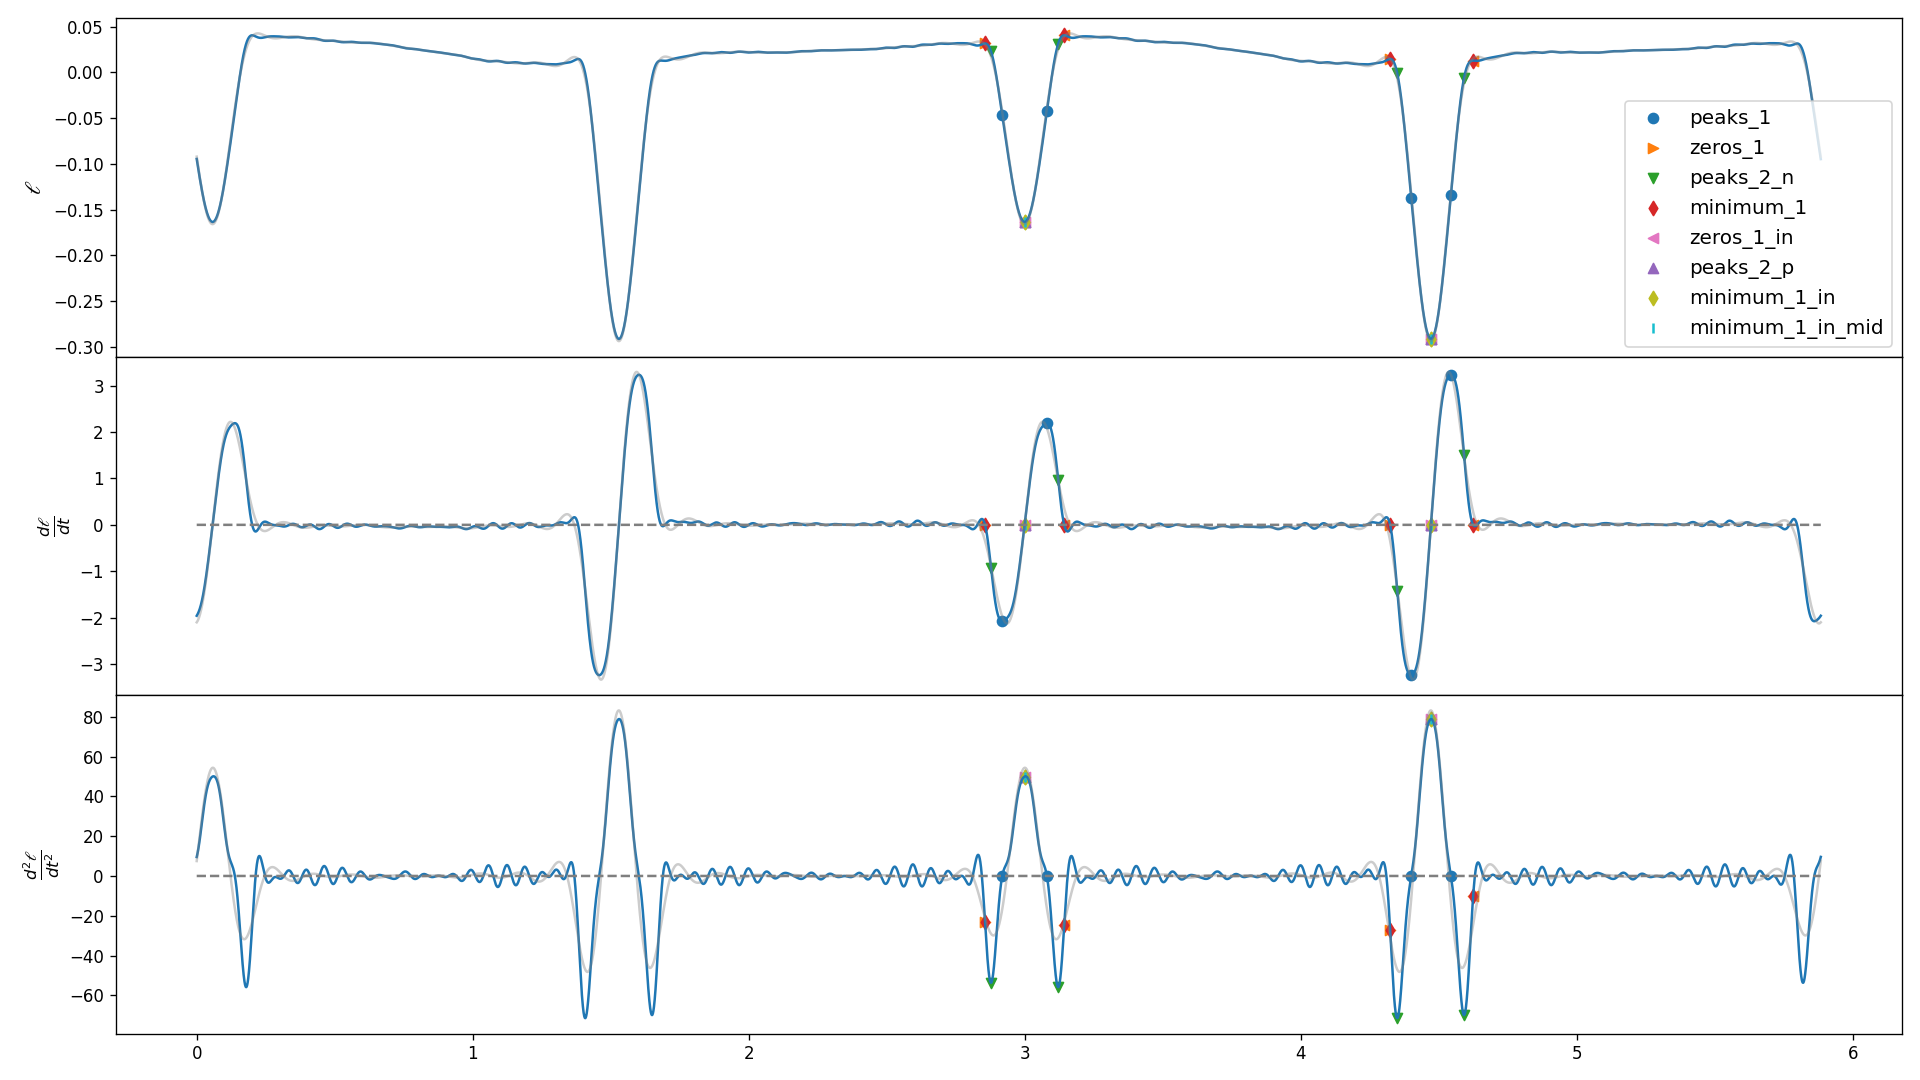 0.05
0.00
−0.05
−0.10
−0.15
−0.20
−0.25
−0.30
ℓ
peaks_1
zeros_1
peaks_2_n
minimum_1
zeros_1_in
peaks_2_p
minimum_1_in
minimum_1_in_mid
3
2
1
0
−1
−2
−3
dℓ
dt
80
60
40
20
0
−20
−40
−60
d²ℓ
dt²
0 1 2 3 4 5 6